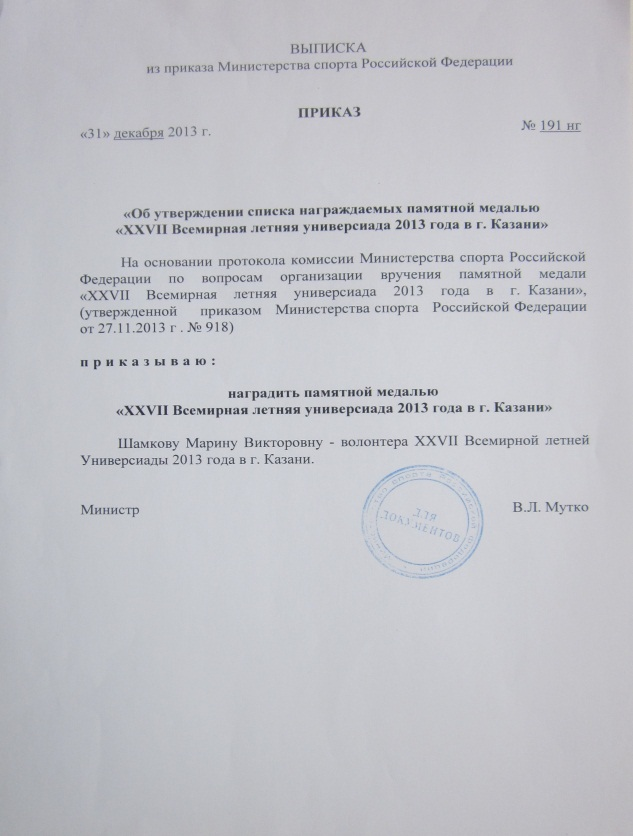 ВЫПИСКА
из приказа Министерства спорта Российской Федерации
ПРИКАЗ
«31» декабря 2013 г. № 191 нг
«Об утверждении списка награждаемых памятной медалью
«XXVII Всемирная летняя универсиада 2013 года в г. Казани»
На основании протокола комиссии Министерства спорта Российской
Федерации по вопросам организации вручения памятной медали
«XXVII Всемирная летняя универсиада 2013 года в г. Казани»,
(утвержденной приказом Министерства спорта Российской Федерации
от 27.11.2013 г . № 918)
п р и к а з ы в а ю :
наградить памятной медалью
«XXVII Всемирная летняя универсиада 2013 года в г. Казани»
Шамкову Марину Викторовну - волонтера XXVII Всемирной летней
Универсиады 2013 года в г. Казани.
Министр В.Л. Мутко
ДЛЯ
ДОКУМЕНТОВ